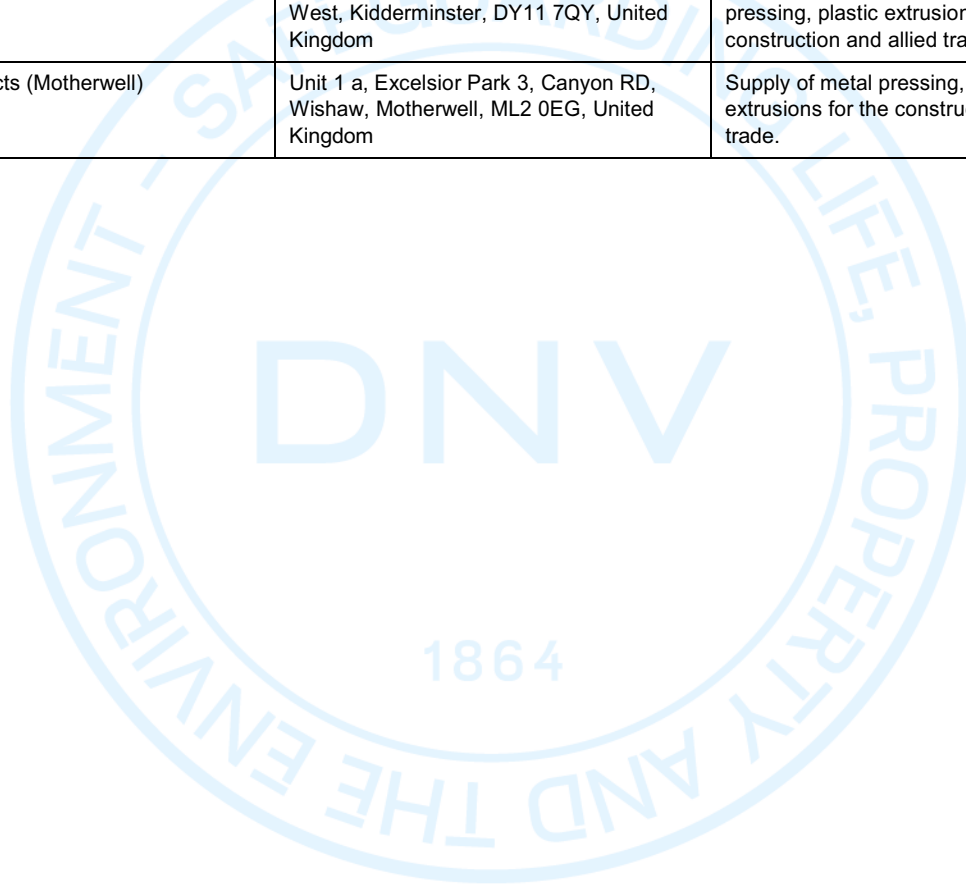 West, Kidderminster, DY11 7QY, United
Kingdom
pressing, plastic extrusion
construction and allied tra
cts (Motherwell)
Unit 1 a, Excelsior Park 3, Canyon RD,
Wishaw, Motherwell, ML2 0EG, United
Kingdom
Supply of metal pressing,
extrusions for the constru
trade.
SAFEGUARDING LIFE, PROPERTY AND THE ENVIRONMENT –
DNV
1864